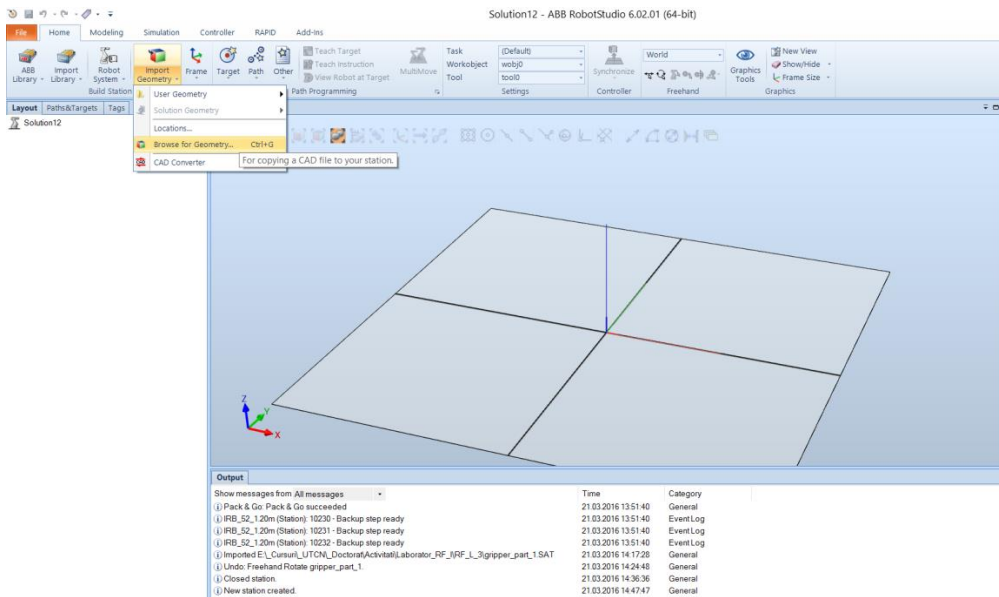 Solution12 - ABB RobotStudio 6.02.01 (64-bit)
File Home Modeling Simulation Controller RAPID Add-Ins
ABB Library
Import Library
Robot System
Import Geometry
Frame
Target
Path
Other
Teach Target
Teach Instruction
View Robot at Target
MultiMove
Task (Default)
Workobject wobj0
Tool tool0
Synchronize
World
Graphics Tools
New View
Show/Hide
Frame Size
Build Station
Path Programming
Settings
Controller
Freehand
Graphics
Layout Paths&Targets Tags
Solution12
User Geometry
Solution Geometry
Locations...
Browse for Geometry... Ctrl+G
CAD Converter
For copying a CAD file to your station.
Z
Y
X
Output
Show messages from All messages Time Category
Pack & Go: Pack & Go succeeded 21.03.2016 13:51:40 General
IRB_52_1.20m (Station): 10230 - Backup step ready 21.03.2016 13:51:40 Event Log
IRB_52_1.20m (Station): 10231 - Backup step ready 21.03.2016 13:51:40 Event Log
IRB_52_1.20m (Station): 10232 - Backup step ready 21.03.2016 13:51:40 Event Log
Imported E:\_Cursuri\_UTCN\_Doctorat\Activitati\Laborator_RF_I\RF_L_3\gripper_part_1.SAT 21.03.2016 14:17:28 General
Undo: Freehand Rotate gripper_part_1. 21.03.2016 14:24:48 General
Closed station. 21.03.2016 14:36:36 General
New station created. 21.03.2016 14:47:47 General